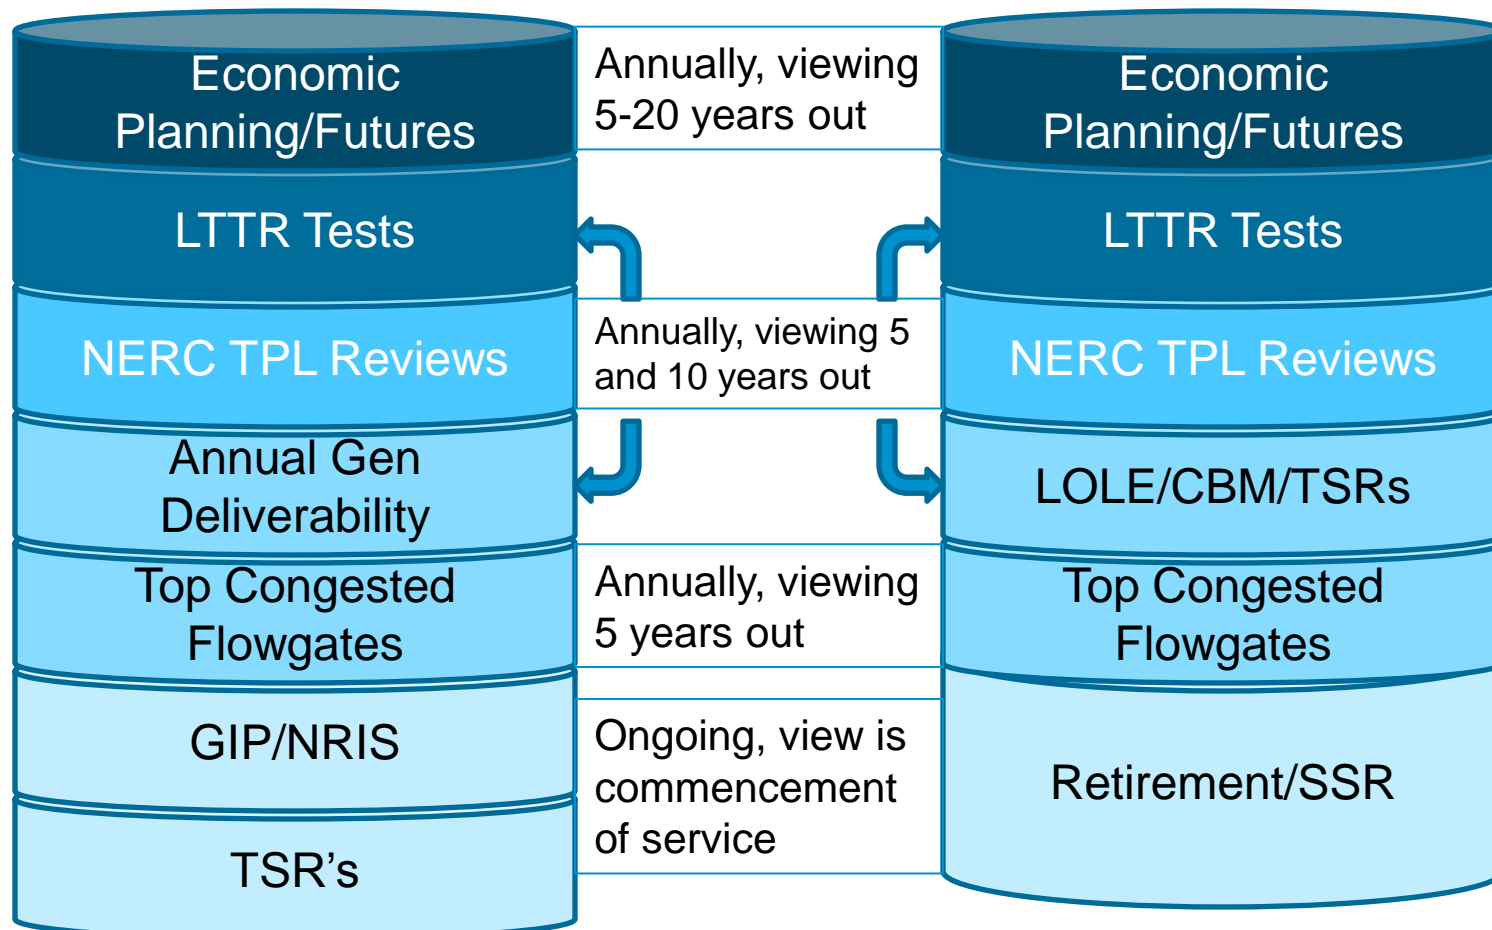 Economic
Planning/Futures
LTTR Tests
NERC TPL Reviews
Annual Gen
Deliverability
Top Congested
Flowgates
GIP/NRIS
TSR’s
Annually, viewing
5-20 years out
Annually, viewing 5
and 10 years out
Annually, viewing
5 years out
Ongoing, view is
commencement
of service
Economic
Planning/Futures
LTTR Tests
NERC TPL Reviews
LOLE/CBM/TSRs
Top Congested
Flowgates
Retirement/SSR